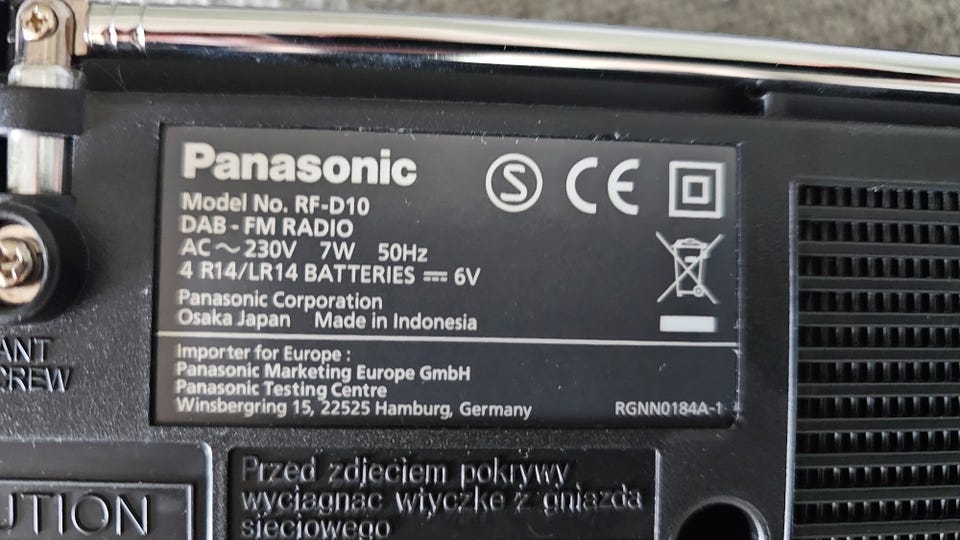 Panasonic
S CE
Model No. RF-D10
DAB - FM RADIO
AC ~ 230V 7W 50Hz
4 R14/LR14 BATTERIES ⎓ 6V
Panasonic Corporation
Osaka Japan Made in Indonesia
Importer for Europe :
Panasonic Marketing Europe GmbH
Panasonic Testing Centre
Winsbergring 15, 22525 Hamburg, Germany
RGNN0184A-1
ANT
CREW
UTION
Przed zdjeciem pokrywy
wyciagnac wtyczke z gniazda
sieciowego